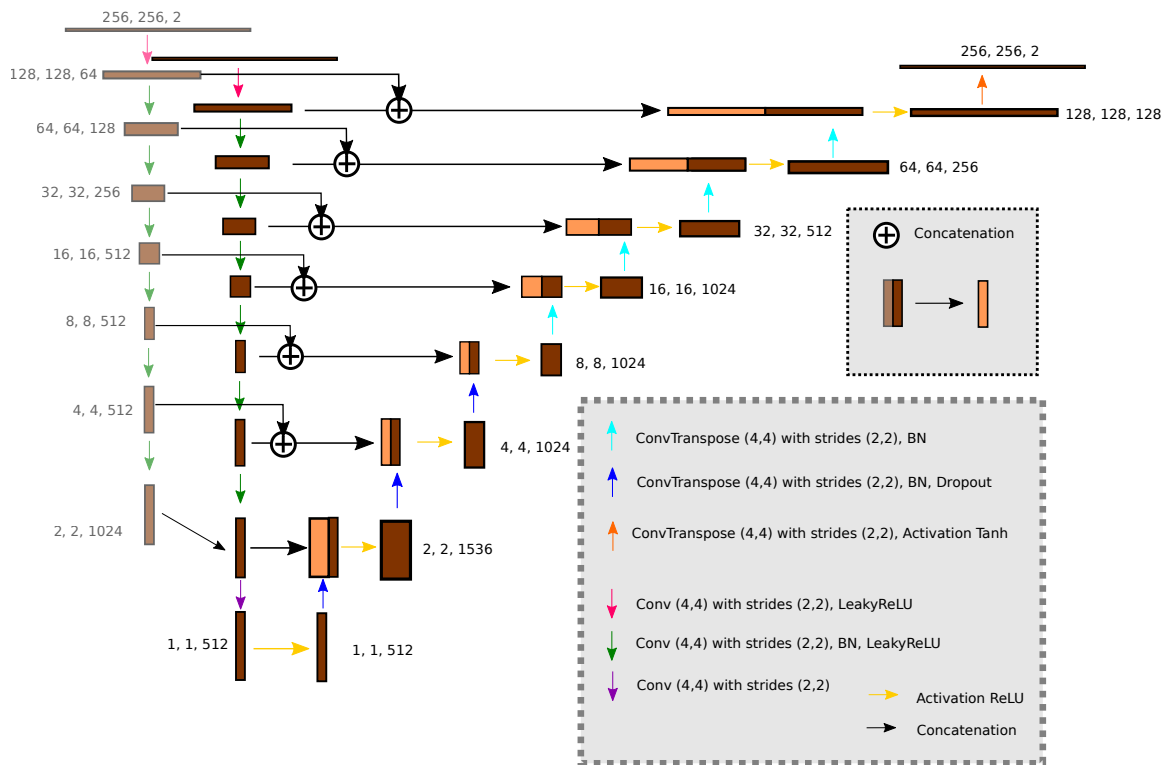 256, 256, 2
256, 256, 2
128, 128, 64
128, 128, 128
64, 64, 128
64, 64, 256
32, 32, 256
32, 32, 512
Concatenation
16, 16, 512
16, 16, 1024
8, 8, 512
8, 8, 1024
4, 4, 512
4, 4, 1024
2, 2, 1024
2, 2, 1536
1, 1, 512
1, 1, 512
ConvTranspose (4,4) with strides (2,2), BN
ConvTranspose (4,4) with strides (2,2), BN, Dropout
ConvTranspose (4,4) with strides (2,2), Activation Tanh
Conv (4,4) with strides (2,2), LeakyReLU
Conv (4,4) with strides (2,2), BN, LeakyReLU
Conv (4,4) with strides (2,2)
Activation ReLU
Concatenation